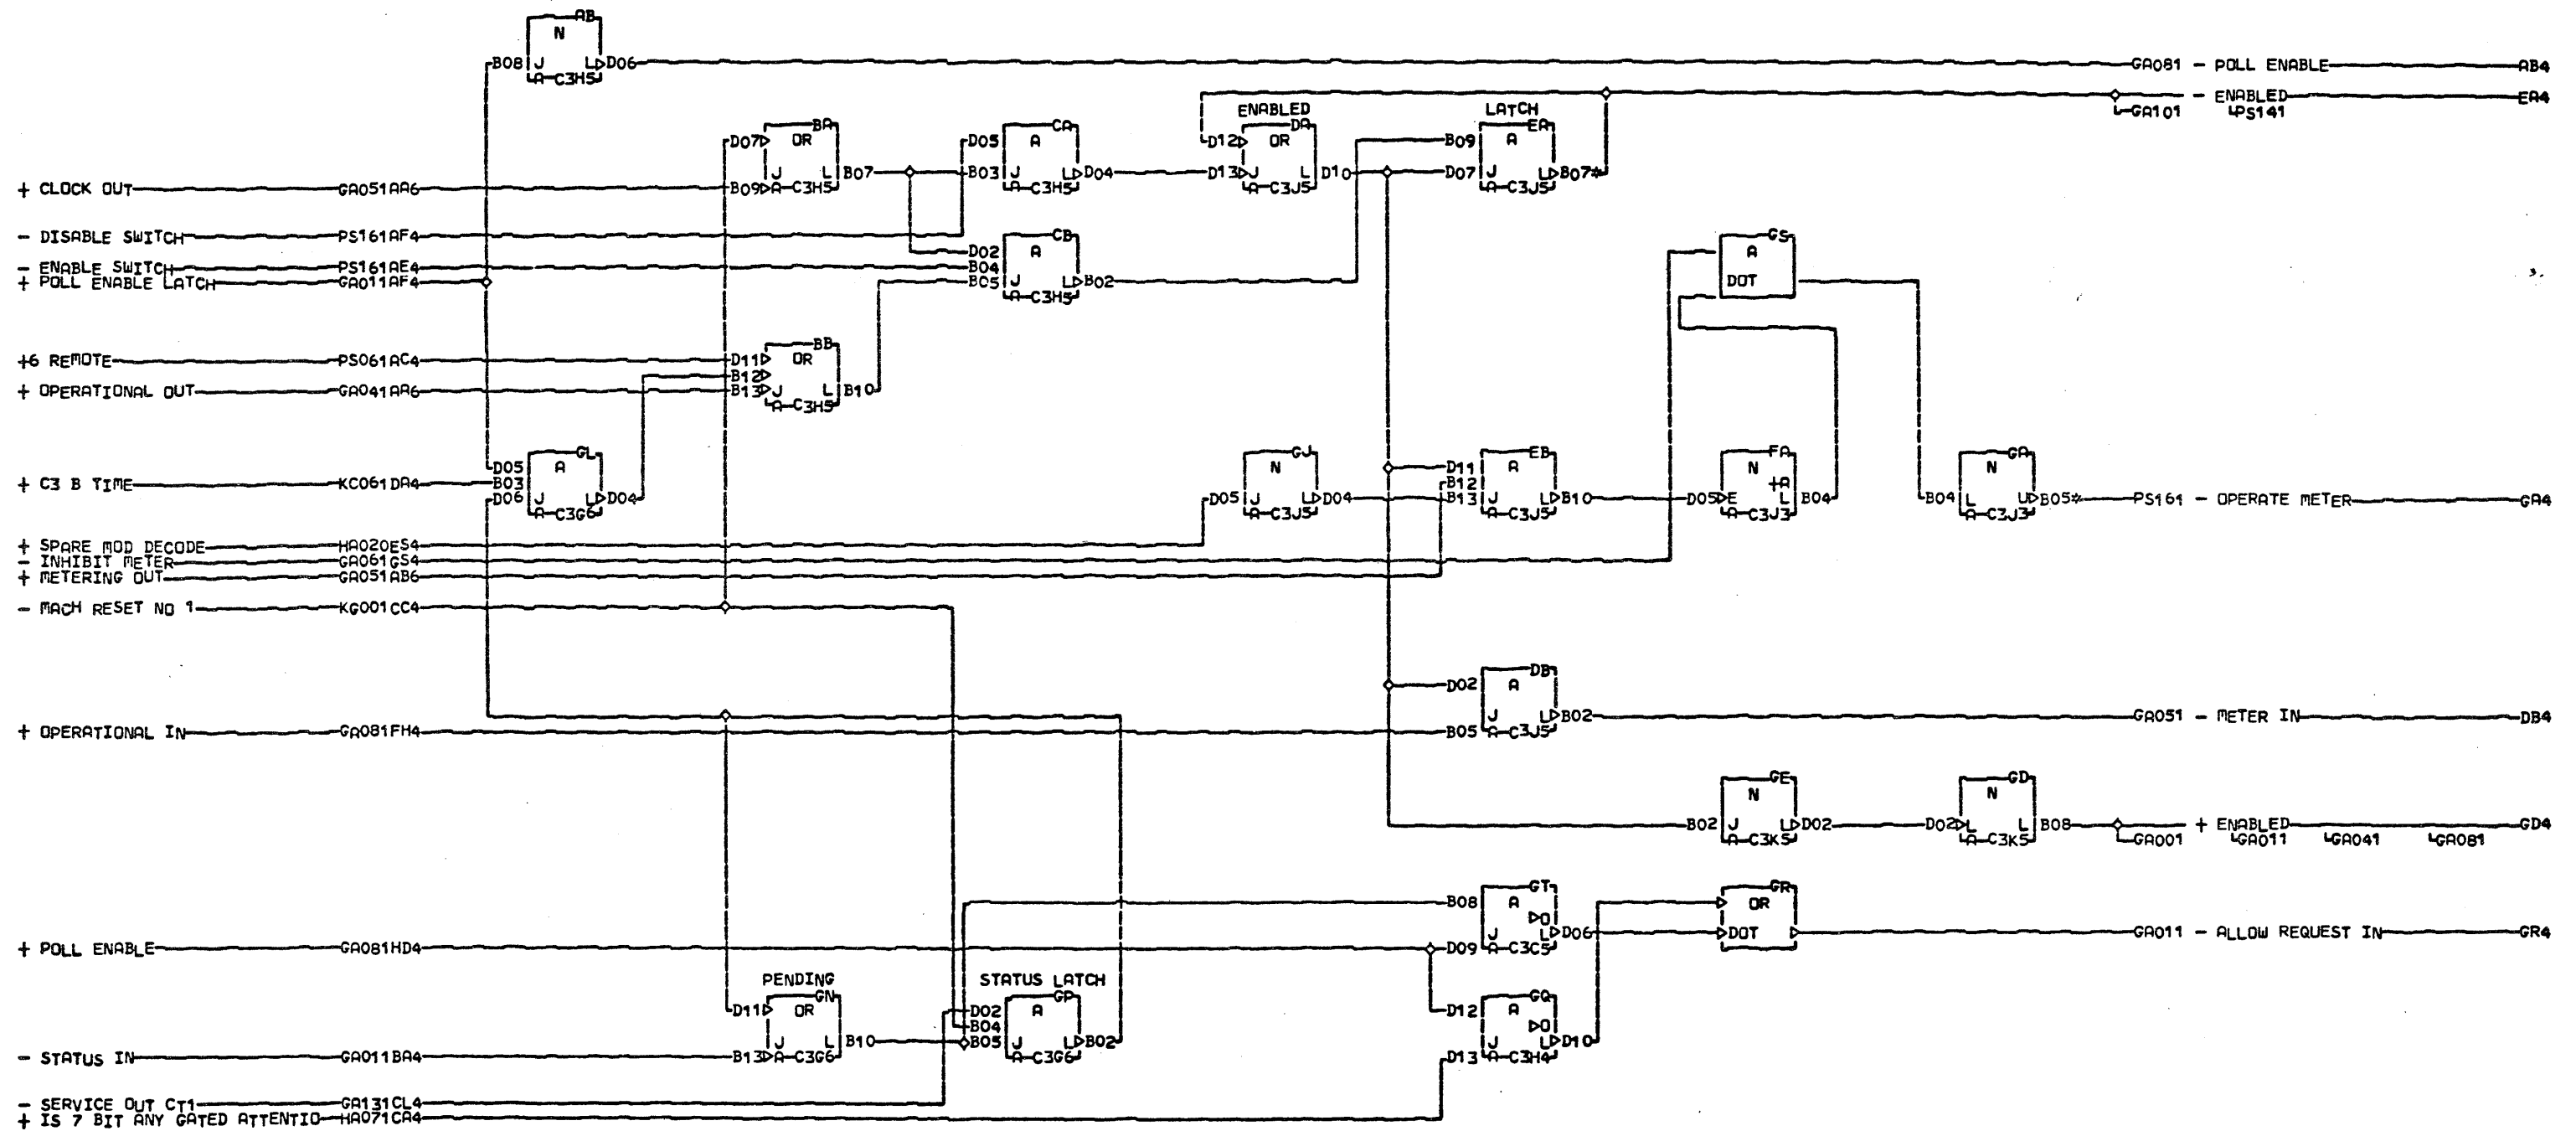 AB
N
B08 J L D06 GA081 - POLL ENABLE AB4
A C3H5
- ENABLED EA4
GA101 PS141
ENABLED LATCH
BA CA DA EA
D07 OR D05 A D12 OR B09 A
J L B07 B03 J L D04 D13 J L D10 D07 J L B07*
+ CLOCK OUT GA051AA6 B09 A C3H5 A C3H5 A C3J5 A C3J5
- DISABLE SWITCH PS161AF4
CB GS
D02 A A
- ENABLE SWITCH PS161AE4 B04
+ POLL ENABLE LATCH GA011AF4 B05 J L B02 DOT
A C3H5
BB
+6 REMOTE PS061AC4 D11 OR
B12
+ OPERATIONAL OUT GA041AA6 B13 J L B10
A C3H5
GL GJ EB FA GA
D05 A N D11 A N N
+ C3 B TIME KC061DA4 B03 B12 +A
D06 J L D04 D05 J L D04 B13 J L B10 D05 E L B04 B04 L U B05* PS161 - OPERATE METER GA4
A C3G6 A C3J5 A C3J5 A C3J3 A C3J3
+ SPARE MOD DECODE HA020ES4
- INHIBIT METER GA061GS4
+ METERING OUT GA051AB6
- MACH RESET NO 1 KG001CC4
DB
D02 A
J L B02 GA051 - METER IN DB4
+ OPERATIONAL IN GA081FH4 B05 A C3J5
GE GD
N N
B02 J L D02 D02 L L B08 + ENABLED GD4
A C3K5 A C3K5 GA001 GA011 GA041 GA081
GT GR
B08 A OR
O
J L D06 DOT GA011 - ALLOW REQUEST IN GR4
+ POLL ENABLE GA081HD4 D09 A C3C5
PENDING STATUS LATCH
GN GP GQ
D11 OR D02 A D12 A
B04 O
J L B10 B05 J L B02 J L D10
- STATUS IN GA011BA4 B13 A C3G6 A C3G6 D13 A C3H4
- SERVICE OUT CT1 GA131CL4
+ IS 7 BIT ANY GATED ATTENTIO HA071CA4